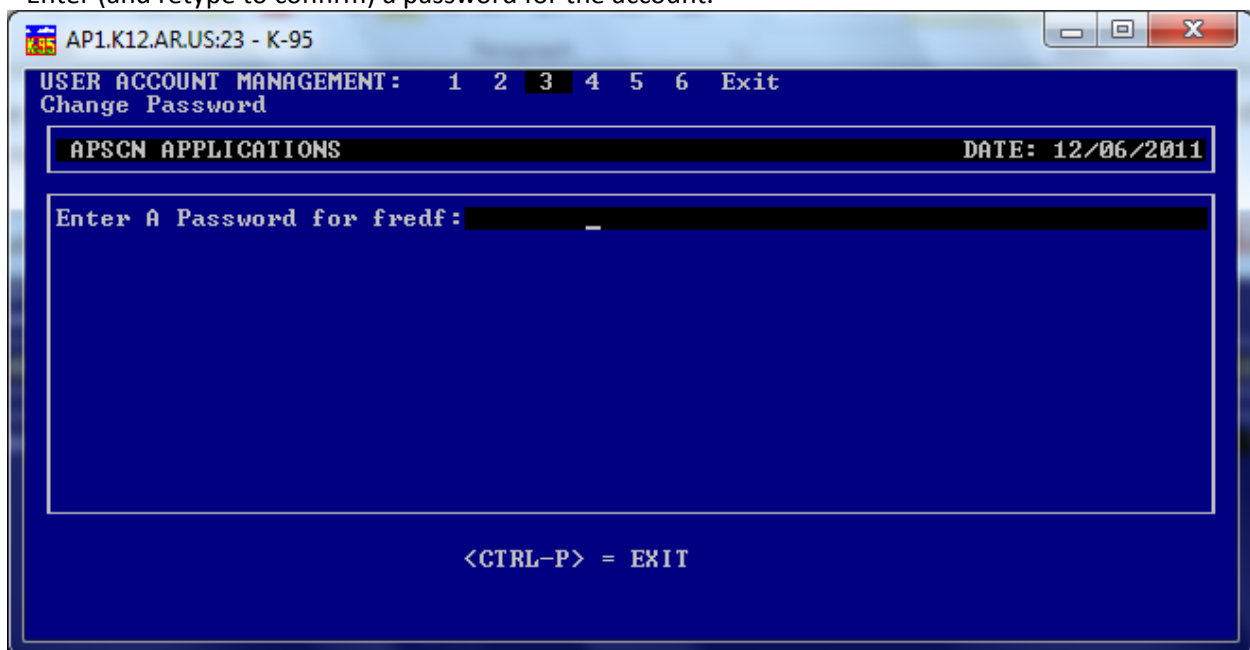 Enter (and retype to confirm.) a password for the account.
K95 AP1.K12.AR.US:23 - K-95
USER ACCOUNT MANAGEMENT: 1 2 3 4 5 6 Exit
Change Password
APSCN APPLICATIONS DATE: 12/06/2011
Enter A Password for fredf: _
<CTRL-P> = EXIT